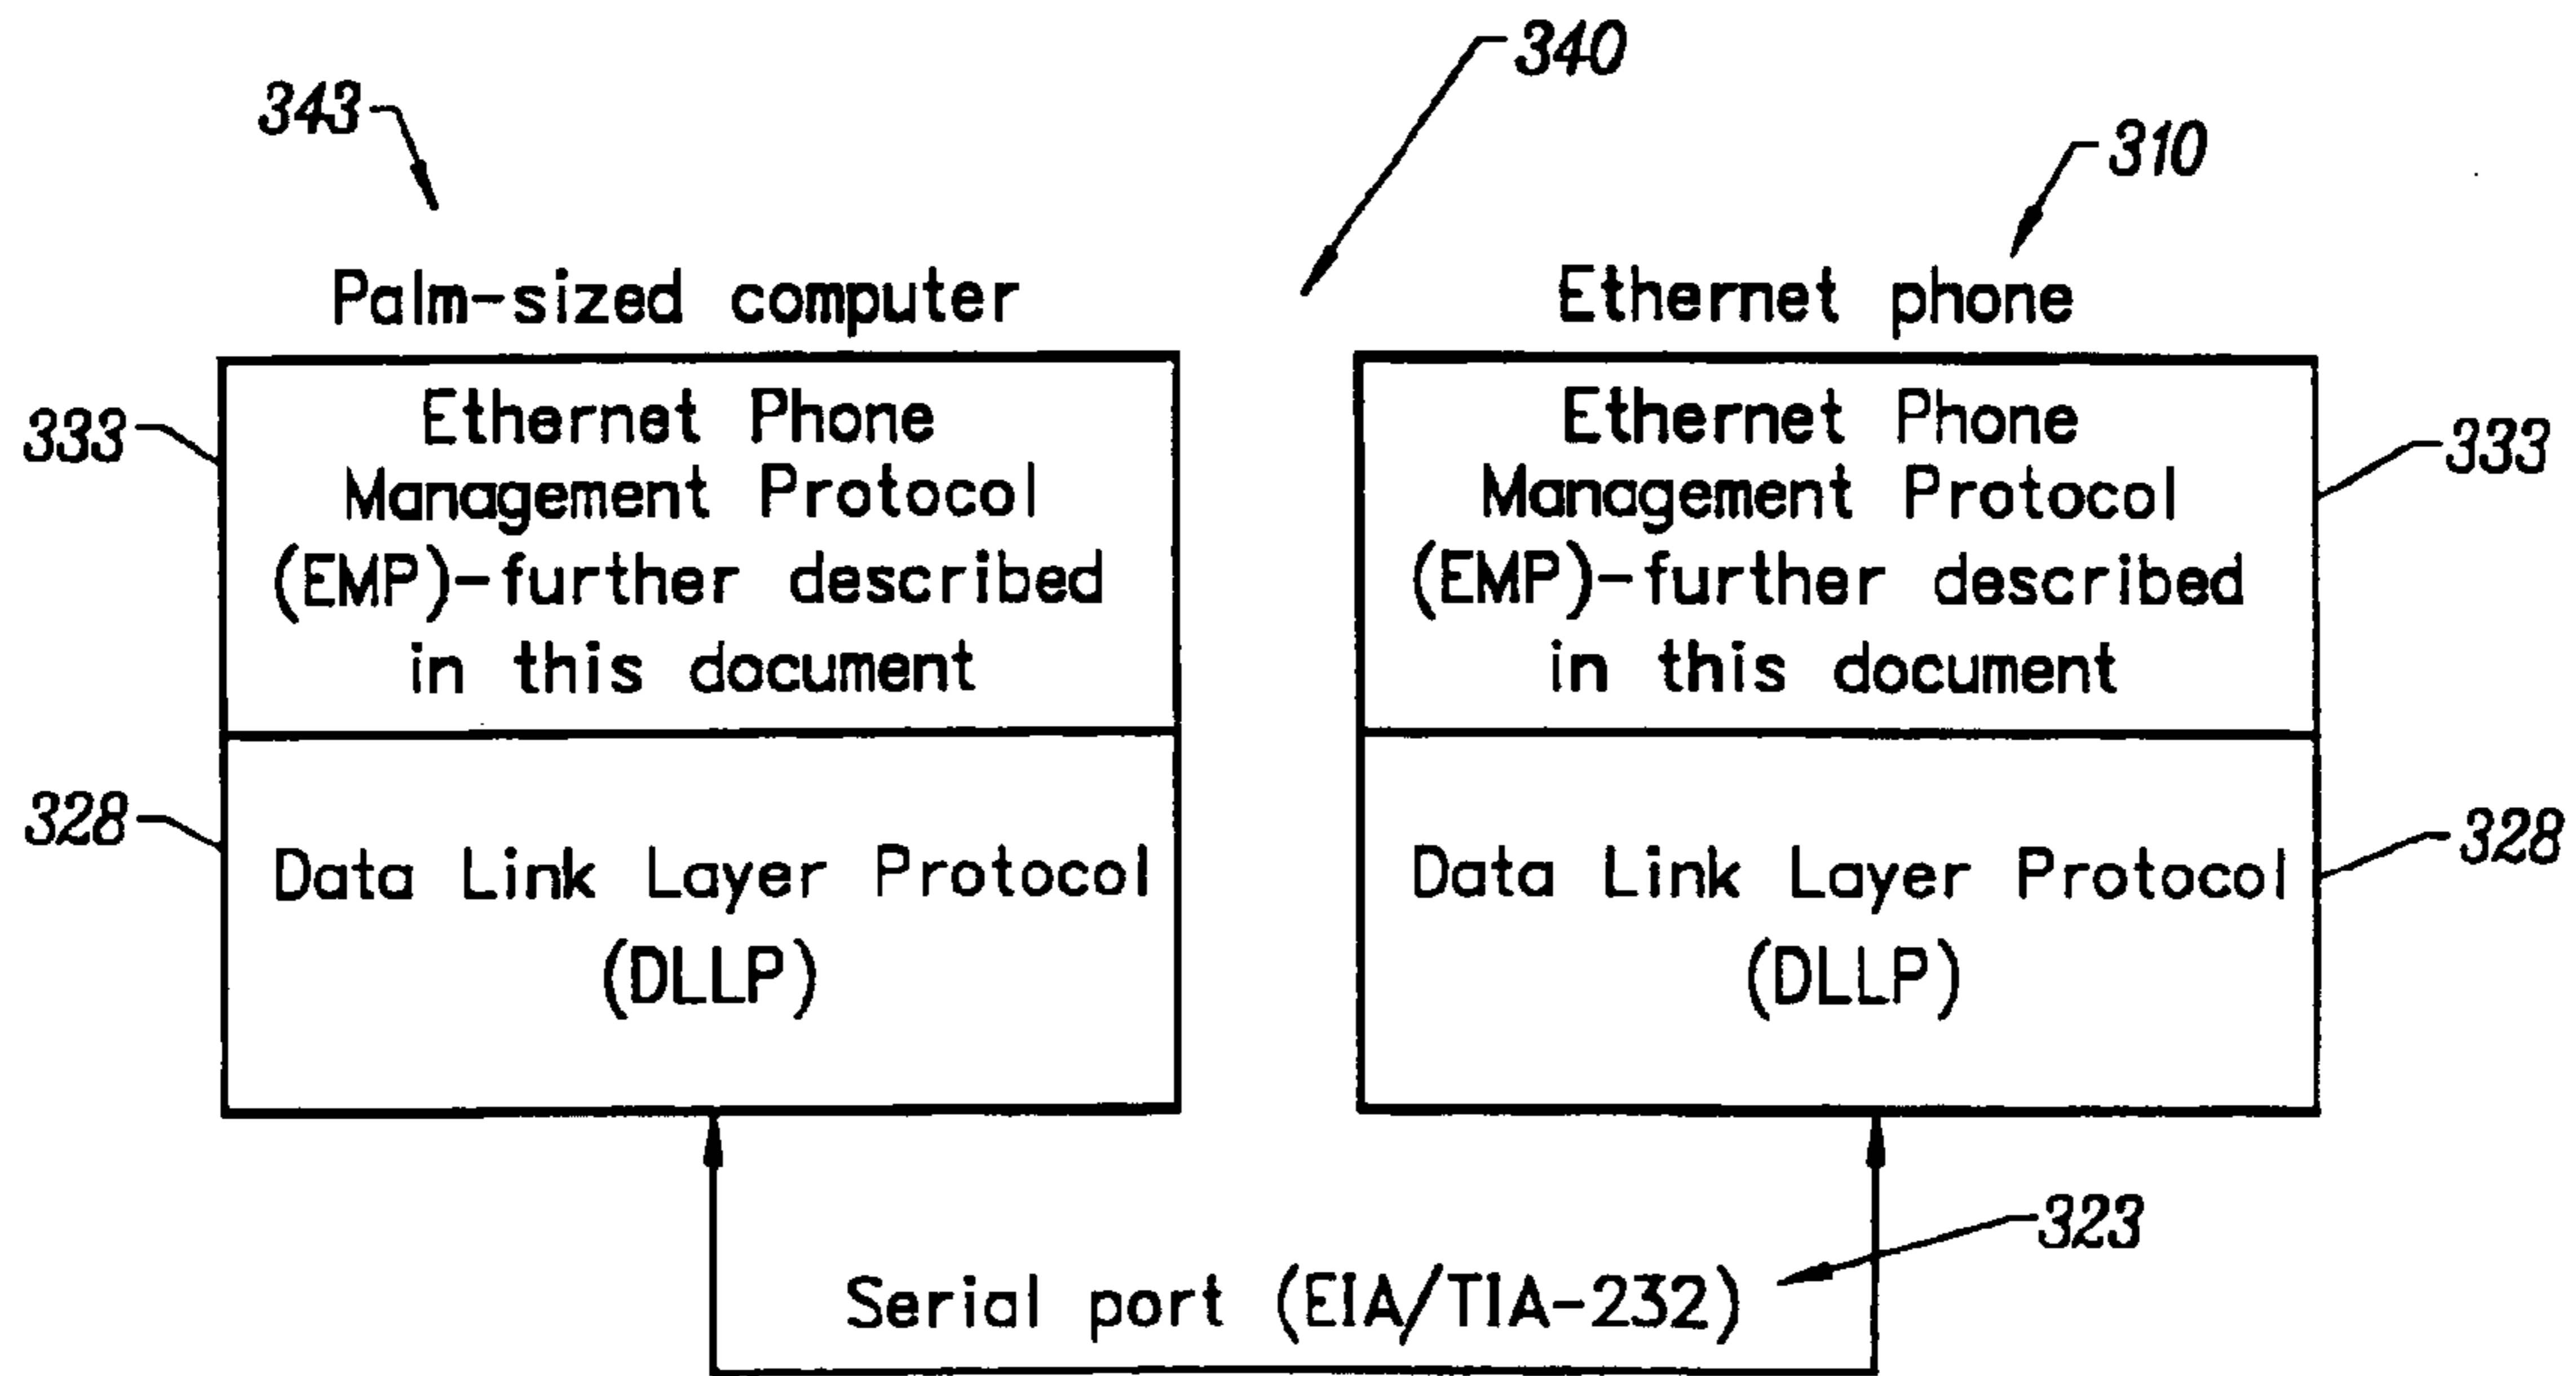 340
343
310
Palm-sized computer
Ethernet phone
333
Ethernet Phone
Management Protocol
(EMP)-further described
in this document
Ethernet Phone
Management Protocol
(EMP)-further described
in this document
333
328
Data Link Layer Protocol
(DLLP)
Data Link Layer Protocol
(DLLP)
328
323
Serial port (EIA/TIA-232)